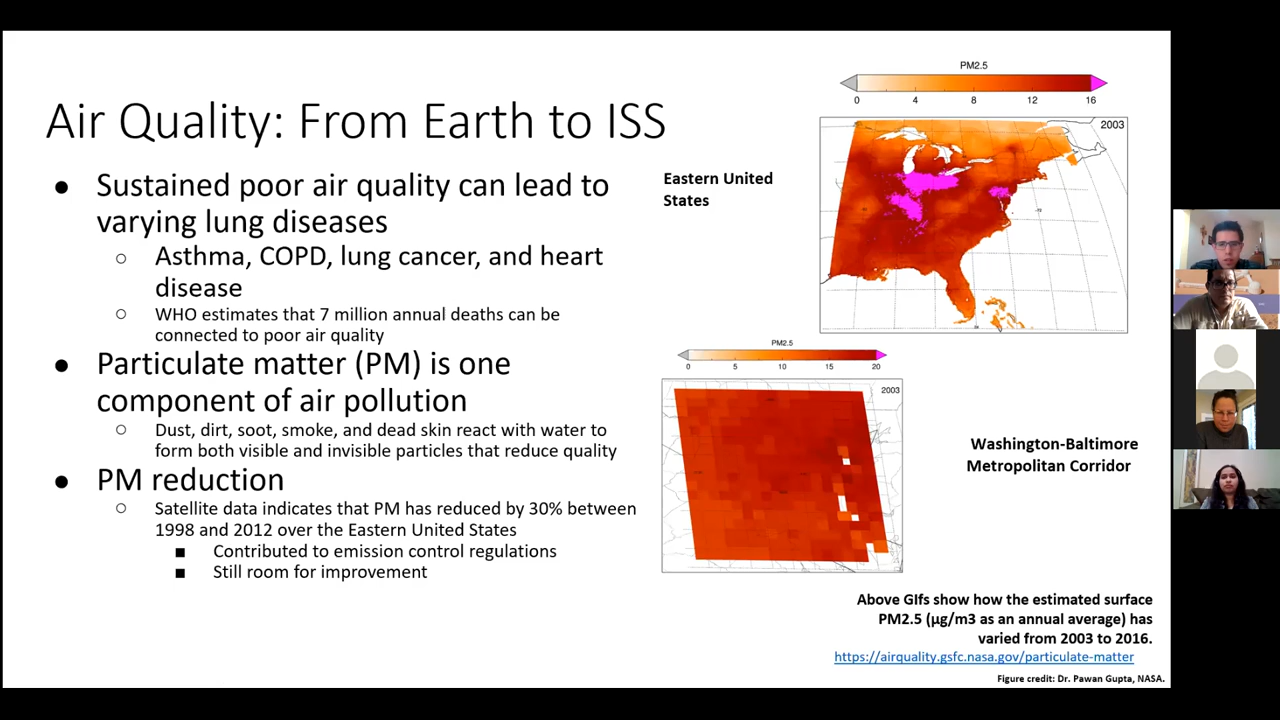 Air Quality: From Earth to ISS
● Sustained poor air quality can lead to
varying lung diseases
○ Asthma, COPD, lung cancer, and heart
disease
○ WHO estimates that 7 million annual deaths can be
connected to poor air quality
● Particulate matter (PM) is one
component of air pollution
○ Dust, dirt, soot, smoke, and dead skin react with water to
form both visible and invisible particles that reduce quality
● PM reduction
○ Satellite data indicates that PM has reduced by 30% between
1998 and 2012 over the Eastern United States
■ Contributed to emission control regulations
■ Still room for improvement
PM2.5
0 4 8 12 16
2003
Eastern United
States
PM2.5
0 5 10 15 20
2003
Washington-Baltimore
Metropolitan Corridor
Above GIfs show how the estimated surface
PM2.5 (µg/m3 as an annual average) has
varied from 2003 to 2016.
https://airquality.gsfc.nasa.gov/particulate-matter
Figure credit: Dr. Pawan Gupta, NASA.